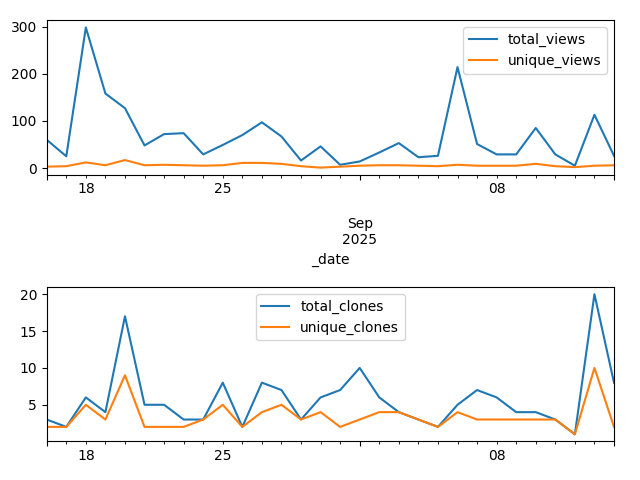 300
200
100
0
total_views
unique_views
18
25
08
Sep
2025
_date
20
15
10
5
total_clones
unique_clones
18
25
08